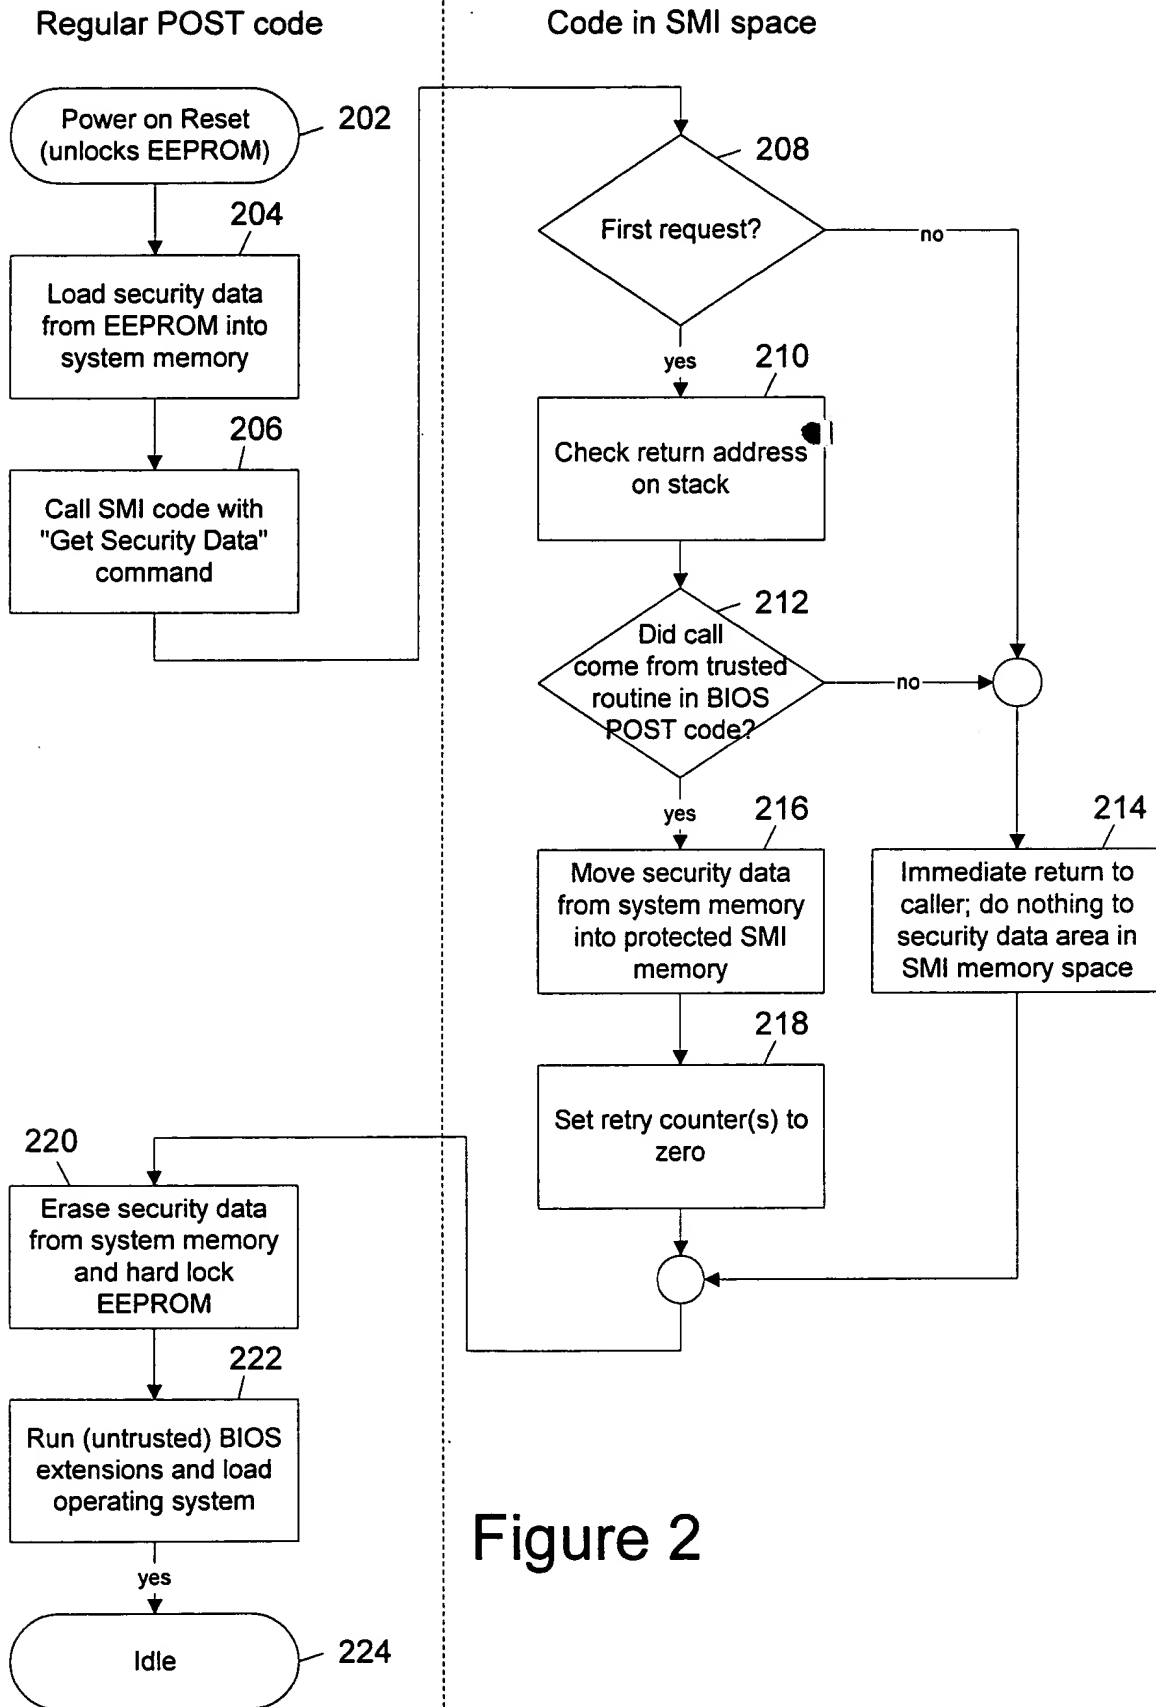 Regular POST code
Code in SMI space
Power on Reset
(unlocks EEPROM)
202
204
Load security data
from EEPROM into
system memory
206
Call SMI code with
"Get Security Data"
command
208
First request?
no
yes
210
Check return address
on stack
212
Did call
come from trusted
routine in BIOS
POST code?
no
yes
216
Move security data
from system memory
into protected SMI
memory
214
Immediate return to
caller; do nothing to
security data area in
SMI memory space
218
Set retry counter(s) to
zero
220
Erase security data
from system memory
and hard lock
EEPROM
222
Run (untrusted) BIOS
extensions and load
operating system
yes
Idle
224
Figure 2